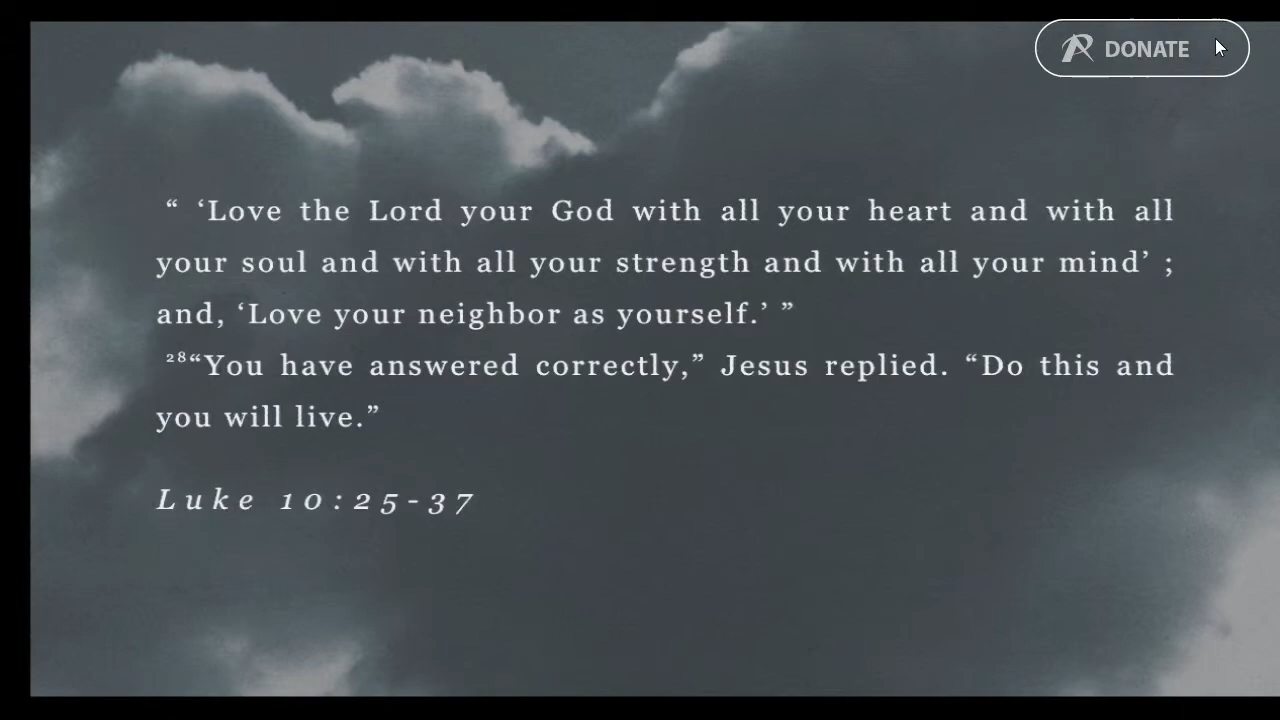 DONATE
“ ‘Love the Lord your God with all your heart and with all
your soul and with all your strength and with all your mind’ ;
and, ‘Love your neighbor as yourself.’ ”
²⁸“You have answered correctly,” Jesus replied. “Do this and
you will live.”
Luke 10:25-37